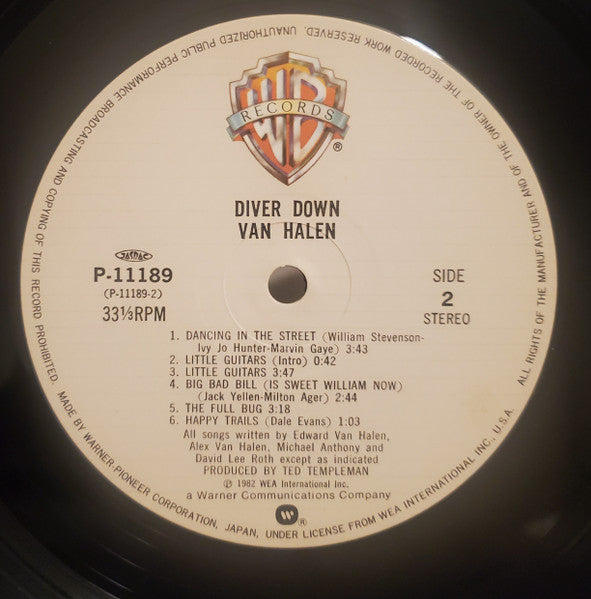 UNAUTHORIZED PUBLIC PERFORMANCE BROADCASTING AND COPYING OF THIS RECORD PROHIBITED.
ALL RIGHTS OF THE MANUFACTURER AND OF THE OWNER OF THE RECORDED WORK RESERVED.
RECORDS
WB
®
DIVER DOWN
VAN HALEN
JASRAC
P-11189
(P-11189-2)
33⅓RPM
SIDE
2
STEREO
1. DANCING IN THE STREET (William Stevenson-
Ivy Jo Hunter-Marvin Gaye) 3:43
2. LITTLE GUITARS (Intro) 0:42
3. LITTLE GUITARS 3:47
4. BIG BAD BILL (IS SWEET WILLIAM NOW)
(Jack Yellen-Milton Ager) 2:44
5. THE FULL BUG 3:18
6. HAPPY TRAILS (Dale Evans) 1:03
All songs written by Edward Van Halen,
Alex Van Halen, Michael Anthony and
David Lee Roth except as indicated
PRODUCED BY TED TEMPLEMAN
℗ 1982 WEA International Inc.
a Warner Communications Company
®
MADE BY WARNER-PIONEER CORPORATION, JAPAN, UNDER LICENSE FROM WEA INTERNATIONAL INC., U.S.A.